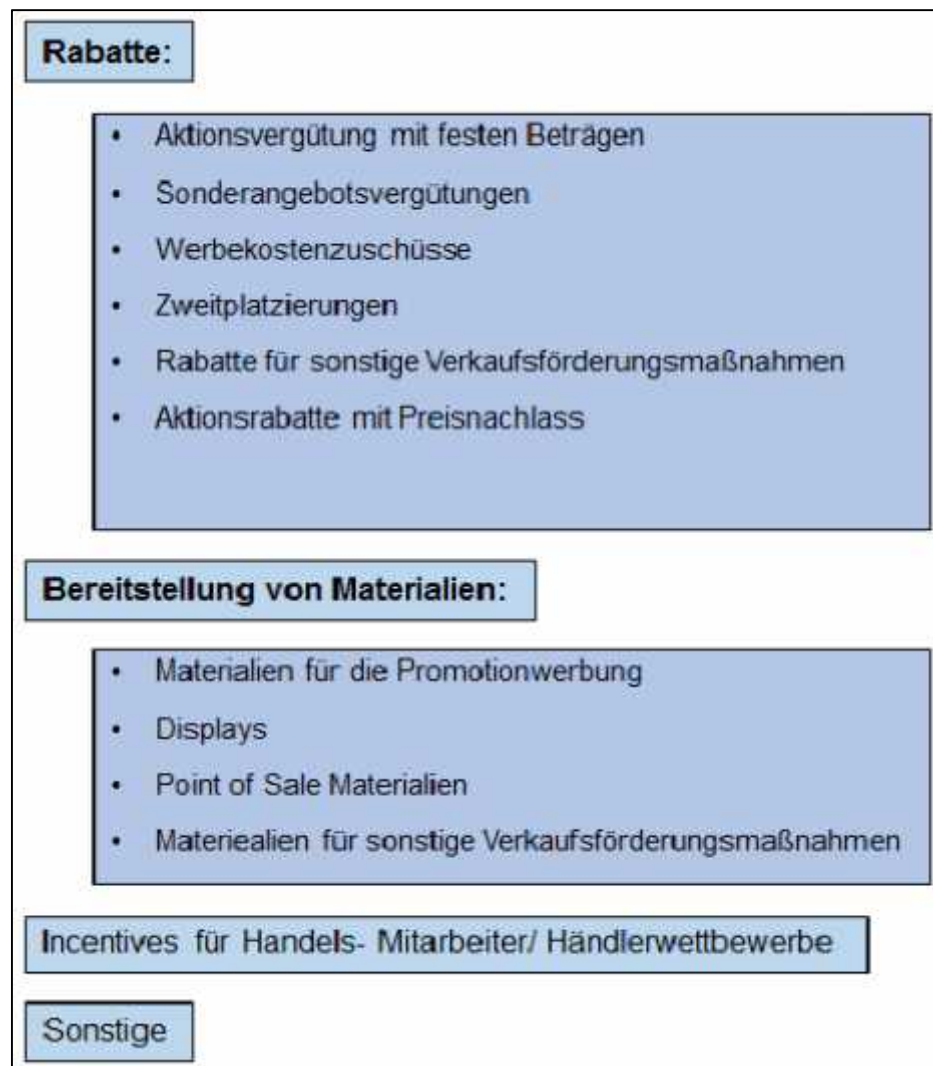 Rabatte:
• Aktionsvergütung mit festen Beträgen
• Sonderangebotsvergütungen
• Werbekostenzuschüsse
• Zweitplatzierungen
• Rabatte für sonstige Verkaufsförderungsmaßnahmen
• Aktionsrabatte mit Preisnachlass
Bereitstellung von Materialien:
• Materialien für die Promotionwerbung
• Displays
• Point of Sale Materialien
• Materiealien für sonstige Verkaufsförderungsmaßnahmen
Incentives für Handels- Mitarbeiter/ Händlerwettbewerbe
Sonstige